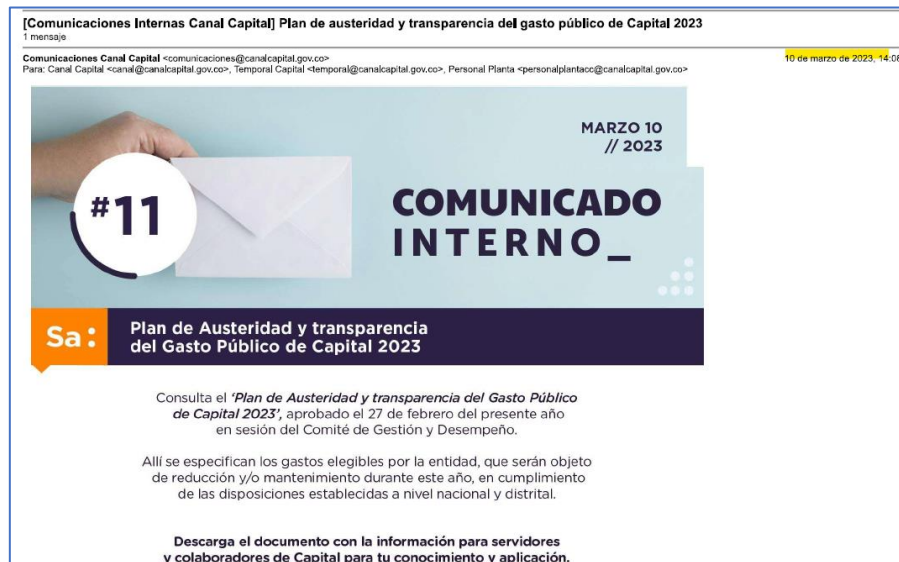 [Comunicaciones Internas Canal Capital] Plan de austeridad y transparencia del gasto público de Capital 2023
1 mensaje
Comunicaciones Canal Capital <comunicaciones@canalcapital.gov.co>
10 de marzo de 2023, 14:08
Para: Canal Capital <canal@canalcapital.gov.co>, Temporal Capital <temporal@canalcapital.gov.co>, Personal Planta <personalplantacc@canalcapital.gov.co>
MARZO 10
// 2023
#11
COMUNICADO
INTERNO_
Sa:
Plan de Austeridad y transparencia
del Gasto Público de Capital 2023
Consulta el 'Plan de Austeridad y transparencia del Gasto Público
de Capital 2023', aprobado el 27 de febrero del presente año
en sesión del Comité de Gestión y Desempeño.
Allí se especifican los gastos elegibles por la entidad, que serán objeto
de reducción y/o mantenimiento durante este año, en cumplimiento
de las disposiciones establecidas a nivel nacional y distrital.
Descarga el documento con la información para servidores
y colaboradores de Capital para tu conocimiento y aplicación.